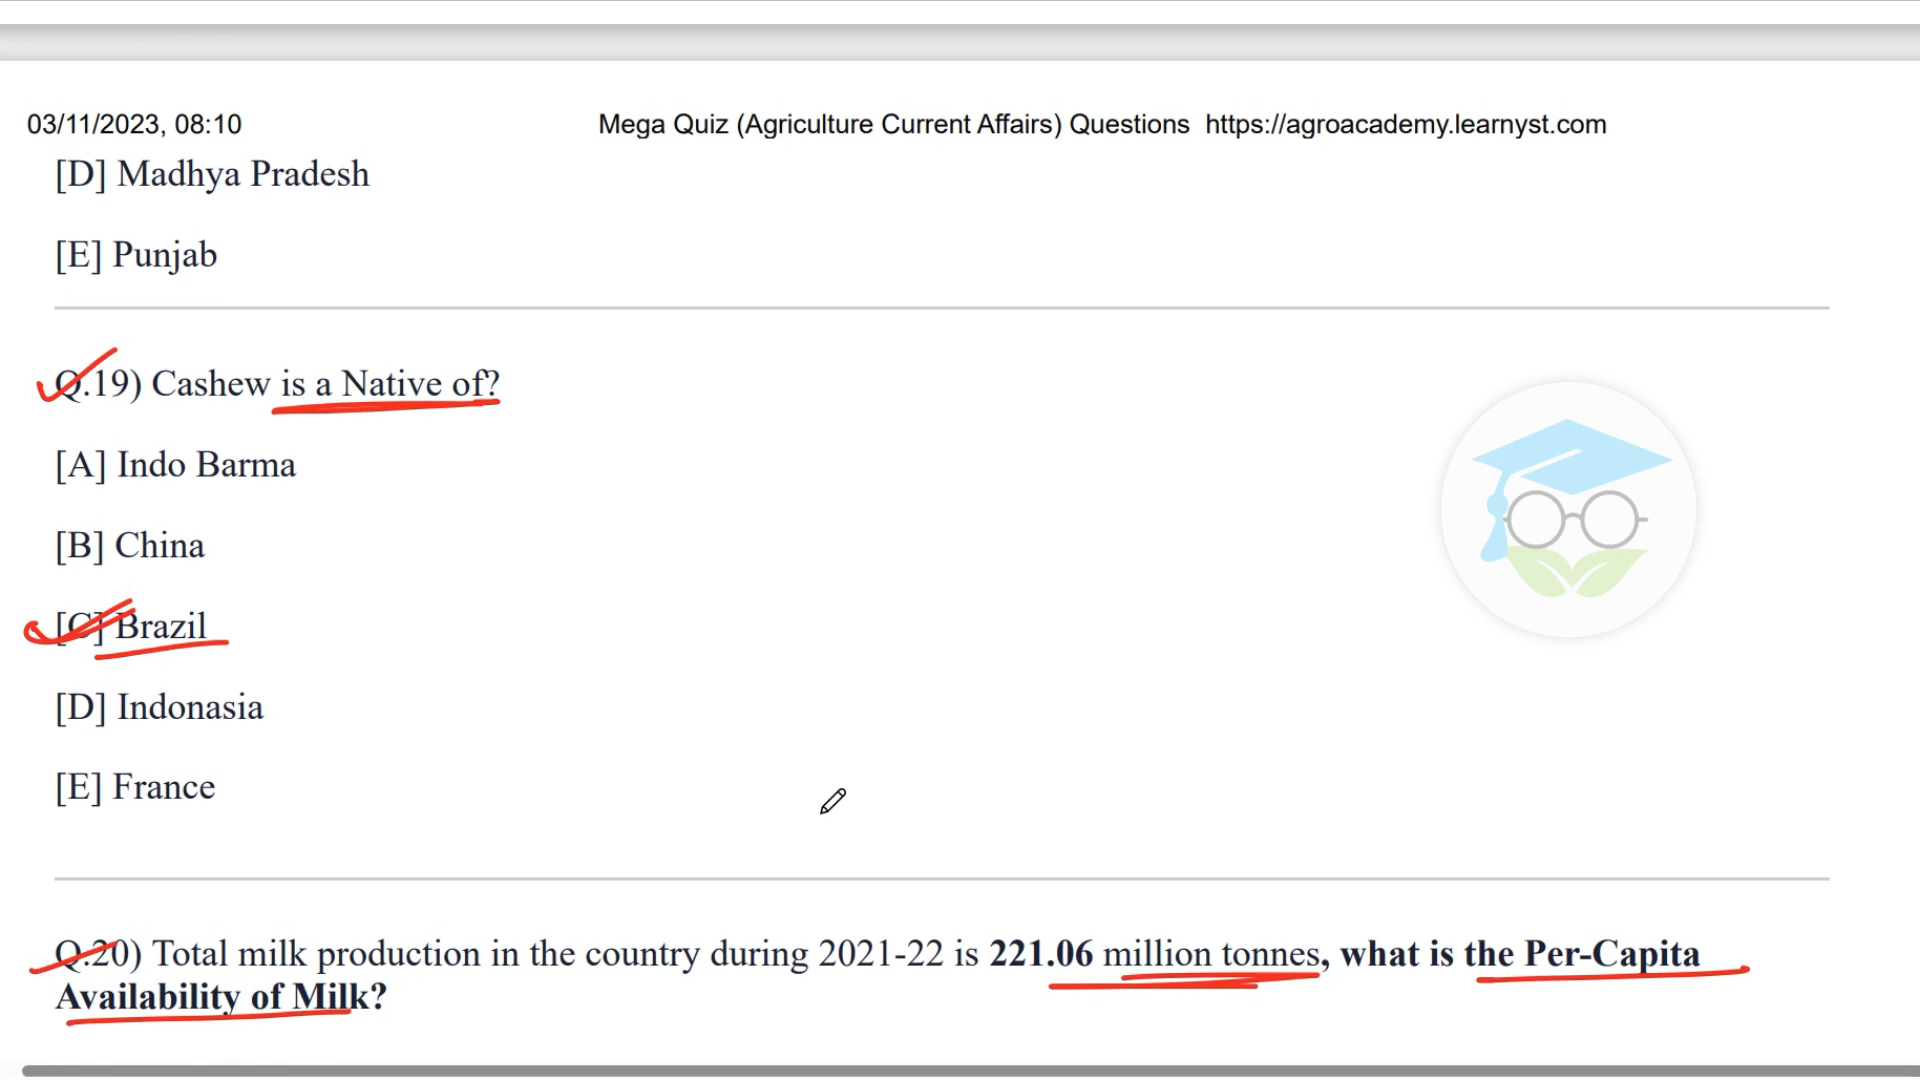 03/11/2023, 08:10 Mega Quiz (Agriculture Current Affairs) Questions https://agroacademy.learnyst.com
[D] Madhya Pradesh
[E] Punjab
Q.19) Cashew is a Native of?
[A] Indo Barma
[B] China
[C] Brazil
[D] Indonasia
[E] France
Q.20) Total milk production in the country during 2021-22 is 221.06 million tonnes, what is the Per-Capita
Availability of Milk?